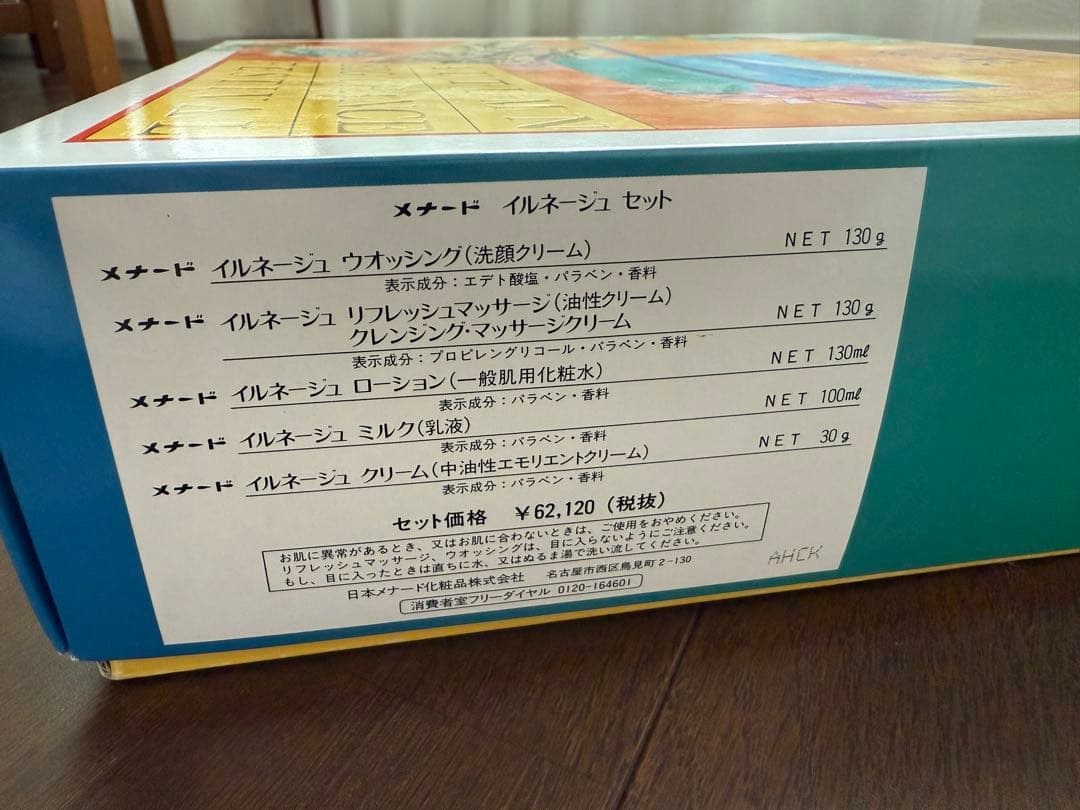 メナード イルネージュ セット
メナード イルネージュ ウオッシング(洗顔クリーム) NET 130g
表示成分：エデト酸塩・パラベン・香料
メナード イルネージュ リフレッシュマッサージ(油性クリーム) NET 130g
クレンジング・マッサージクリーム
表示成分：プロピレングリコール・パラベン・香料
メナード イルネージュ ローション(一般肌用化粧水) NET 130ml
表示成分：パラベン・香料
メナード イルネージュ ミルク(乳液) NET 100ml
表示成分：パラベン・香料
メナード イルネージュ クリーム(中油性エモリエントクリーム) NET 30g
表示成分：パラベン・香料
セット価格 ￥62,120 (税抜)
お肌に異常があるとき、又はお肌に合わないときは、ご使用をおやめください。
リフレッシュマッサージ、ウオッシングは、目に入らないようにご注意ください。
もし、目に入ったときは直ちに水、又はぬるま湯で洗い流してください。
日本メナード化粧品株式会社 名古屋市西区鳥見町2-130
消費者室フリーダイヤル 0120-164601
AHCK